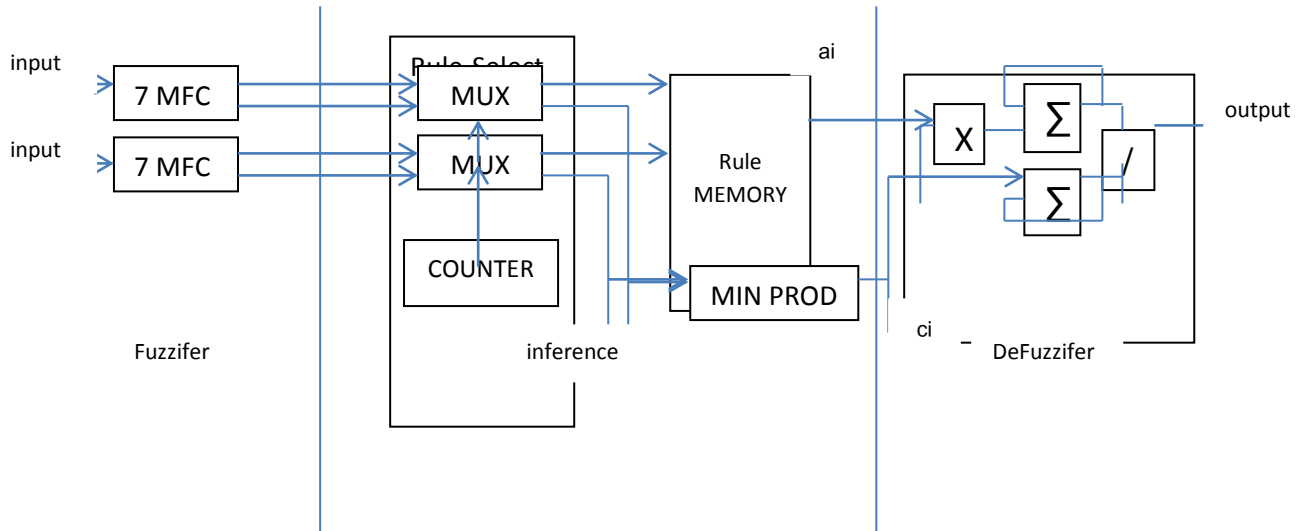 input
7 MFC
input
7 MFC
Fuzzifer
Rule Select
MUX
MUX
COUNTER
inference
Rule
MEMORY
MIN PROD
ai
ci
X
Σ
Σ
/
output
DeFuzzifer